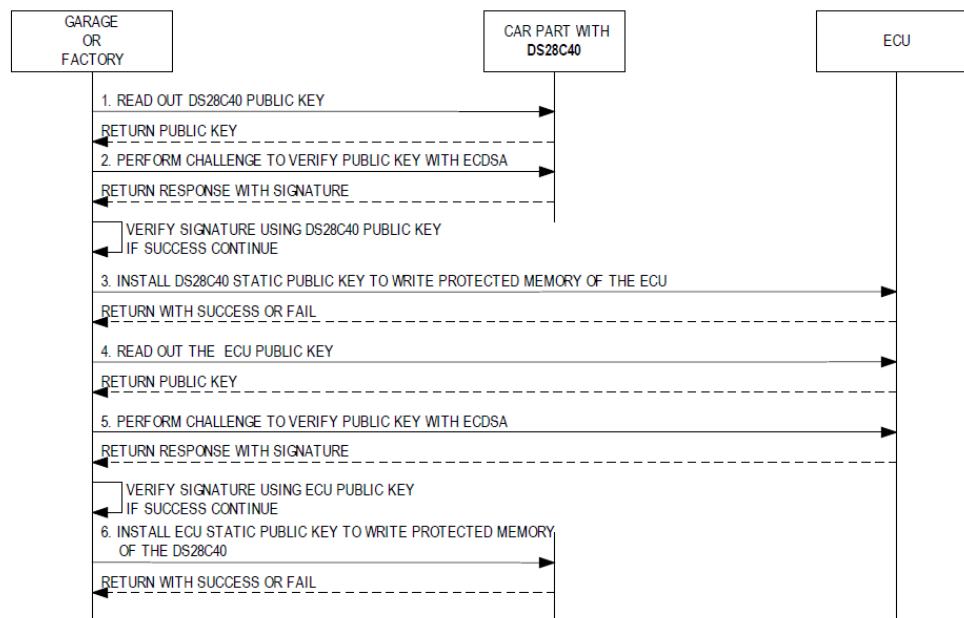 GARAGE
OR
FACTORY
CAR PART WITH
DS28C40
ECU
1. READ OUT DS28C40 PUBLIC KEY
RETURN PUBLIC KEY
2. PERFORM CHALLENGE TO VERIFY PUBLIC KEY WITH ECDSA
RETURN RESPONSE WITH SIGNATURE
VERIFY SIGNATURE USING DS28C40 PUBLIC KEY
IF SUCCESS CONTINUE
3. INSTALL DS28C40 STATIC PUBLIC KEY TO WRITE PROTECTED MEMORY OF THE ECU
RETURN WITH SUCCESS OR FAIL
4. READ OUT THE ECU PUBLIC KEY
RETURN PUBLIC KEY
5. PERFORM CHALLENGE TO VERIFY PUBLIC KEY WITH ECDSA
RETURN RESPONSE WITH SIGNATURE
VERIFY SIGNATURE USING ECU PUBLIC KEY
IF SUCCESS CONTINUE
6. INSTALL ECU STATIC PUBLIC KEY TO WRITE PROTECTED MEMORY
OF THE DS28C40
RETURN WITH SUCCESS OR FAIL